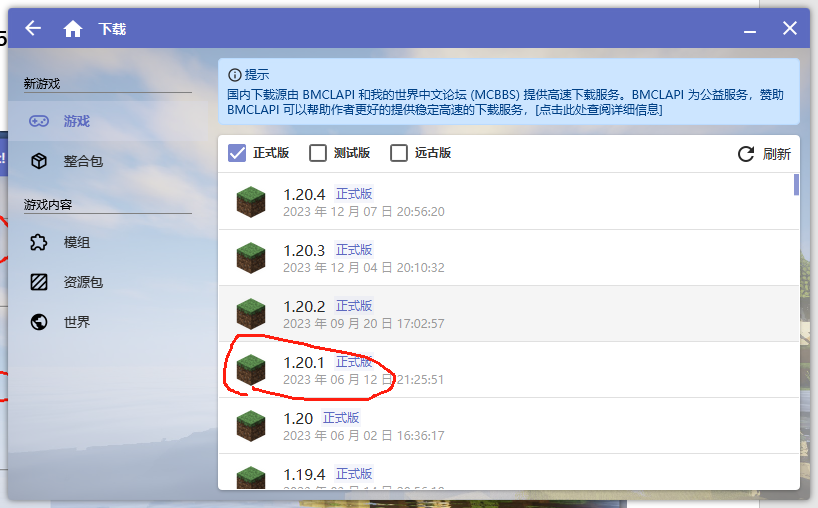 下载
新游戏
游戏
整合包
游戏内容
模组
资源包
世界
提示
国内下载源由 BMCLAPI 和我的世界中文论坛 (MCBBS) 提供高速下载服务。BMCLAPI 为公益服务，赞助
BMCLAPI 可以帮助作者更好的提供稳定高速的下载服务，[点击此处查阅详细信息]
正式版 测试版 远古版 刷新
1.20.4 正式版
2023 年 12 月 07 日 20:56:20
1.20.3 正式版
2023 年 12 月 04 日 20:10:32
1.20.2 正式版
2023 年 09 月 20 日 17:02:57
1.20.1 正式版
2023 年 06 月 12 日 21:25:51
1.20 正式版
2023 年 06 月 02 日 16:36:17
1.19.4 正式版